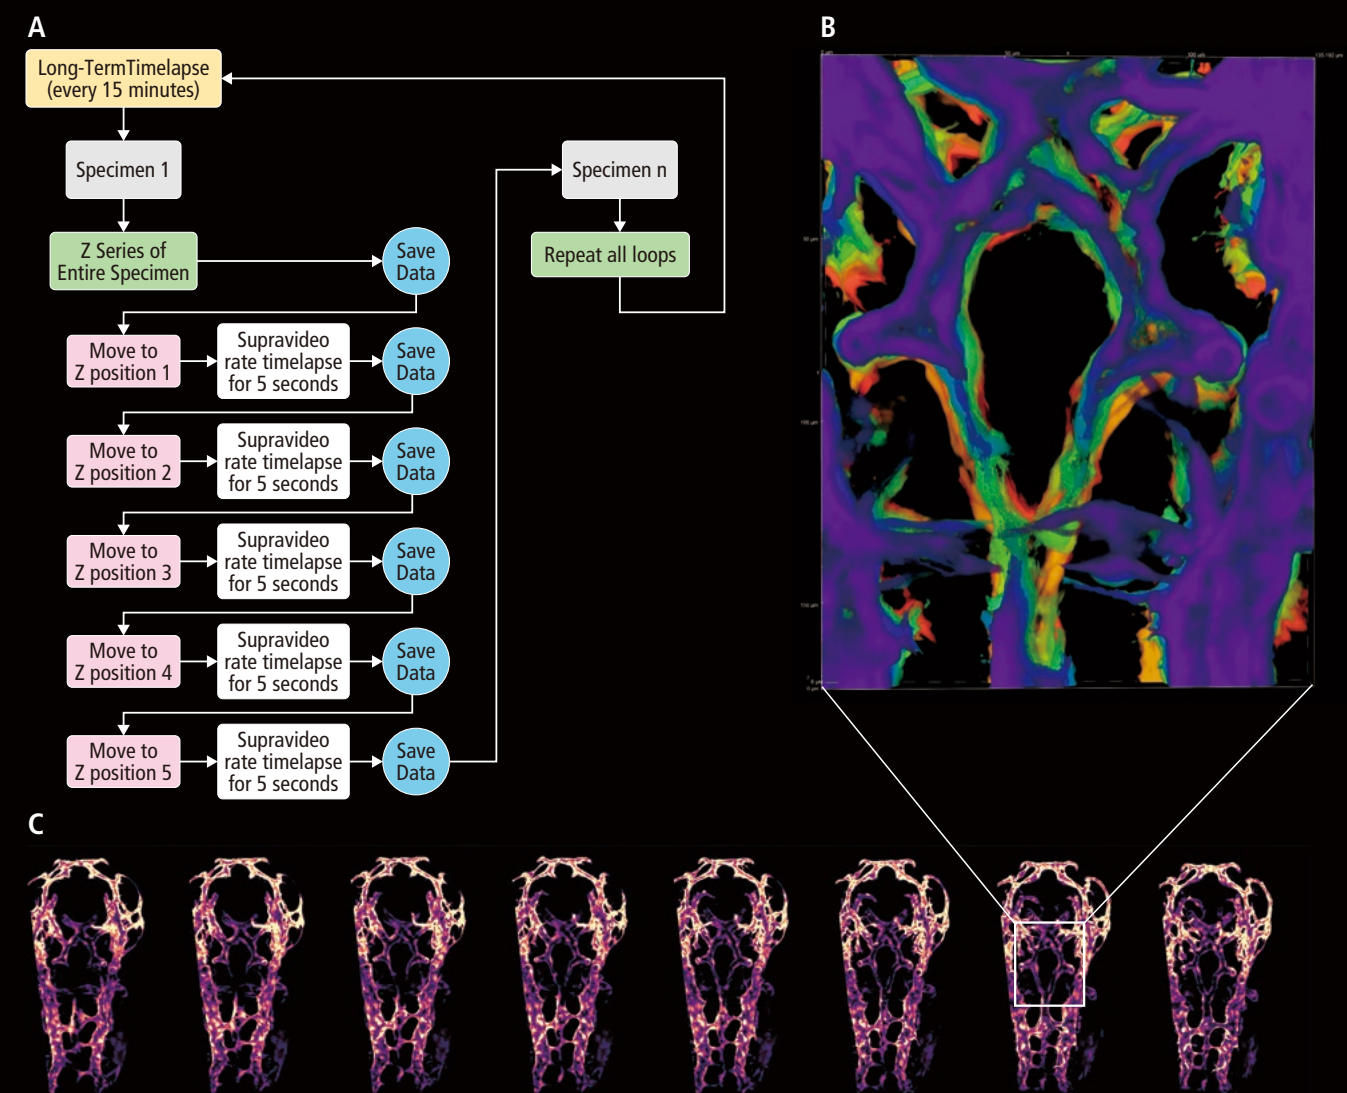 A
Long-TermTimelapse
(every 15 minutes)
Specimen 1
Z Series of
Entire Specimen
Save
Data
Move to
Z position 1
Supravideo
rate timelapse
for 5 seconds
Save
Data
Move to
Z position 2
Supravideo
rate timelapse
for 5 seconds
Save
Data
Move to
Z position 3
Supravideo
rate timelapse
for 5 seconds
Save
Data
Move to
Z position 4
Supravideo
rate timelapse
for 5 seconds
Save
Data
Move to
Z position 5
Supravideo
rate timelapse
for 5 seconds
Save
Data
Specimen n
Repeat all loops
B
C